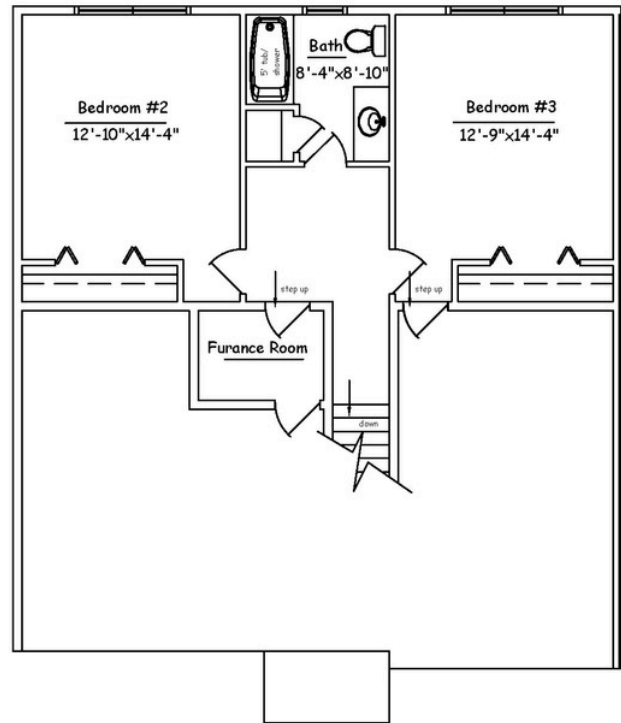 5' tub/
shower
Bath
8'-4"x8'-10"
Bedroom #2
12'-10"x14'-4"
Bedroom #3
12'-9"x14'-4"
step up
step up
Furance Room
down